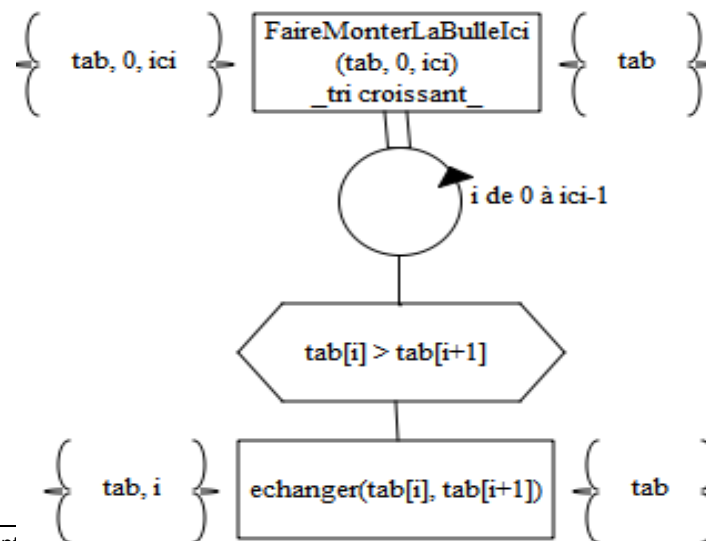 tab, 0, ici
FaireMonterLaBulleIci
(tab, 0, ici)
_tri croissant_
tab
i de 0 à ici-1
tab[i] > tab[i+1]
tab, i
echanger(tab[i], tab[i+1])
tab